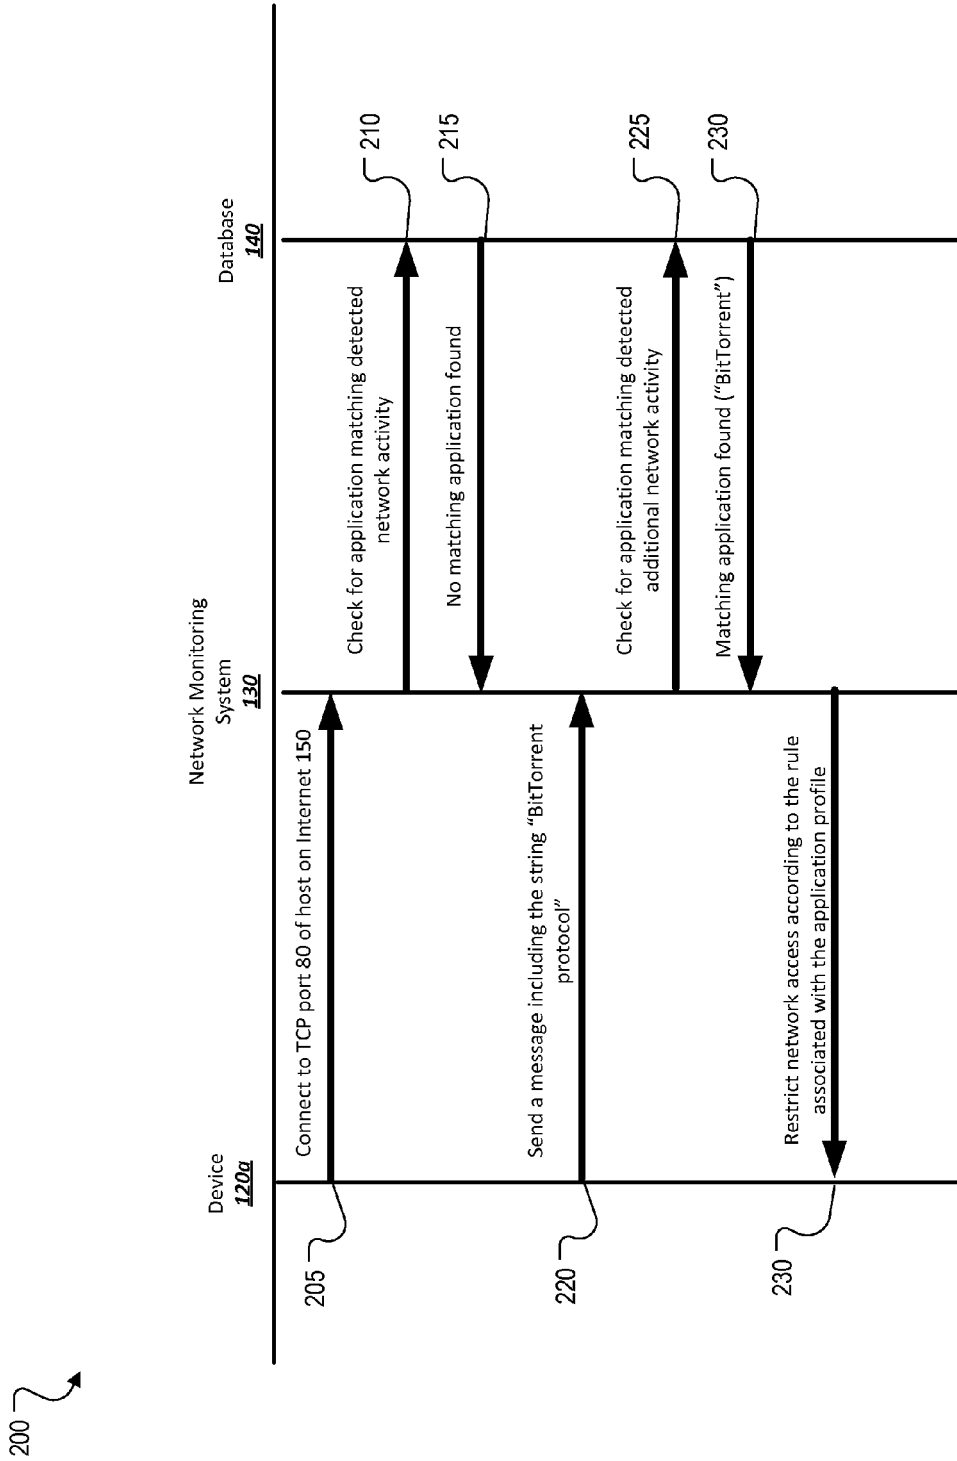 200
Device
120a
Network Monitoring
System
130
Database
140
205
Connect to TCP port 80 of host on Internet 150
Check for application matching detected
network activity
210
No matching application found
215
220
Send a message including the string “BitTorrent
protocol”
Check for application matching detected
additional network activity
225
Matching application found (“BitTorrent”)
230
230
Restrict network access according to the rule
associated with the application profile